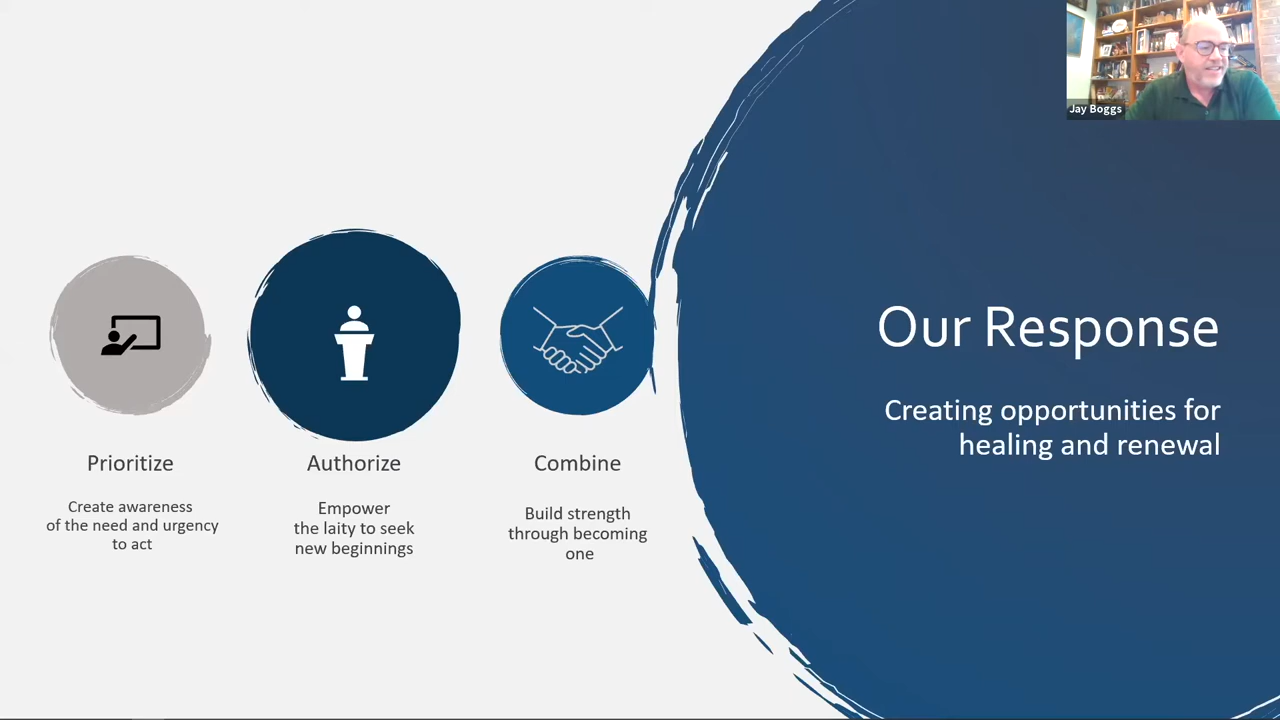 Jay Boggs
Our Response
Creating opportunities for
healing and renewal
Prioritize
Create awareness
of the need and urgency
to act
Authorize
Empower
the laity to seek
new beginnings
Combine
Build strength
through becoming
one